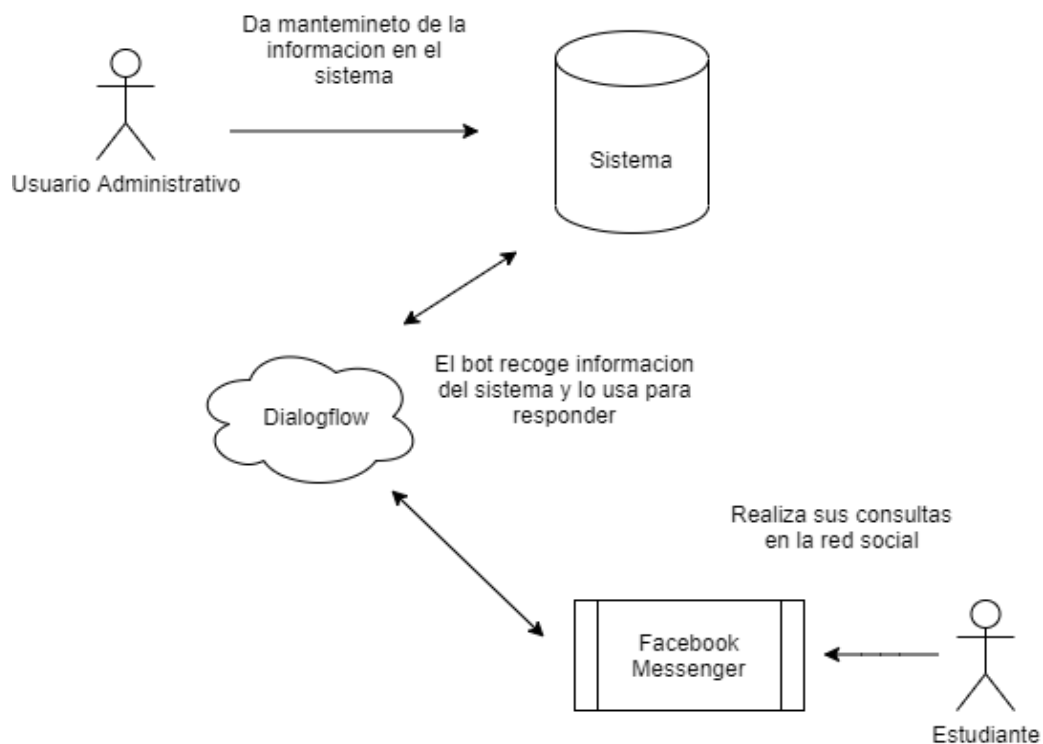 Da mantemineto de la
informacion en el
sistema
Usuario Administrativo
Sistema
El bot recoge informacion
del sistema y lo usa para
responder
Dialogflow
Realiza sus consultas
en la red social
Facebook
Messenger
Estudiante